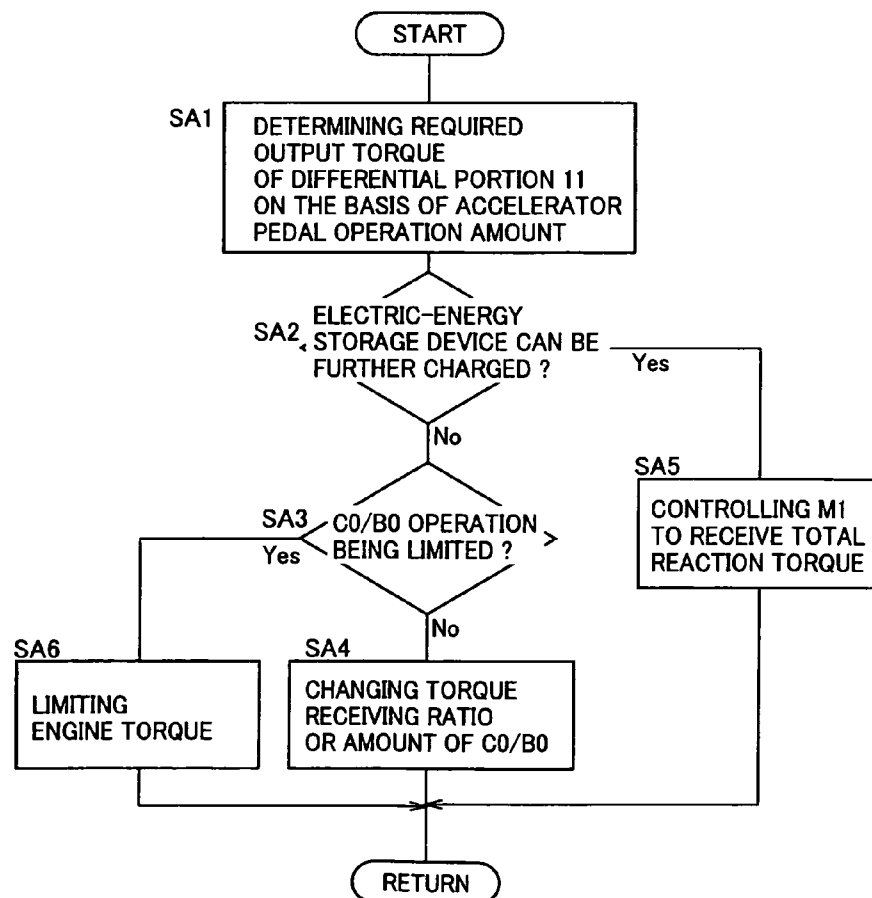 START
SA1
DETERMINING REQUIRED
OUTPUT TORQUE
OF DIFFERENTIAL PORTION 11
ON THE BASIS OF ACCELERATOR
PEDAL OPERATION AMOUNT
SA2
ELECTRIC-ENERGY
STORAGE DEVICE CAN BE
FURTHER CHARGED ?
Yes
No
SA5
CONTROLLING M1
TO RECEIVE TOTAL
REACTION TORQUE
SA3
C0/B0 OPERATION
BEING LIMITED ?
Yes
No
SA6
LIMITING
ENGINE TORQUE
SA4
CHANGING TORQUE
RECEIVING RATIO
OR AMOUNT OF C0/B0
RETURN